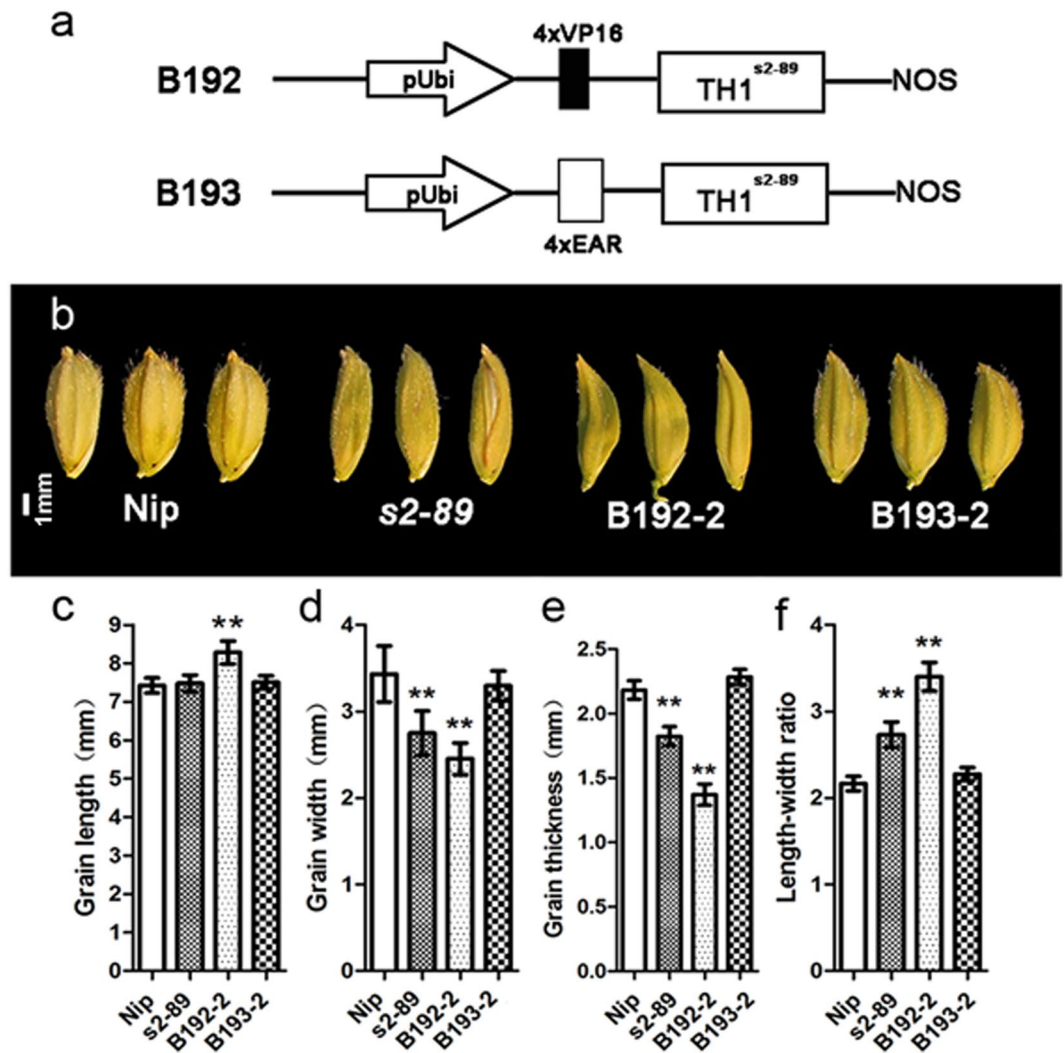 a
4xVP16
B192 pUbi TH1 s2-89 NOS
B193 pUbi TH1 s2-89 NOS
4xEAR
b
1mm
Nip s2-89 B192-2 B193-2
c
Grain length (mm)
9
8
7
6
5
4
3
2
1
0
**
Nip s2-89 B192-2 B193-2
d
Grain width (mm)
4
3
2
1
0
**
**
Nip s2-89 B192-2 B193-2
e
Grain thickness (mm)
2.5
2.0
1.5
1.0
0.5
0.0
**
**
Nip s2-89 B192-2 B193-2
f
Length-width ratio
4
3
2
1
0
**
**
Nip s2-89 B192-2 B193-2